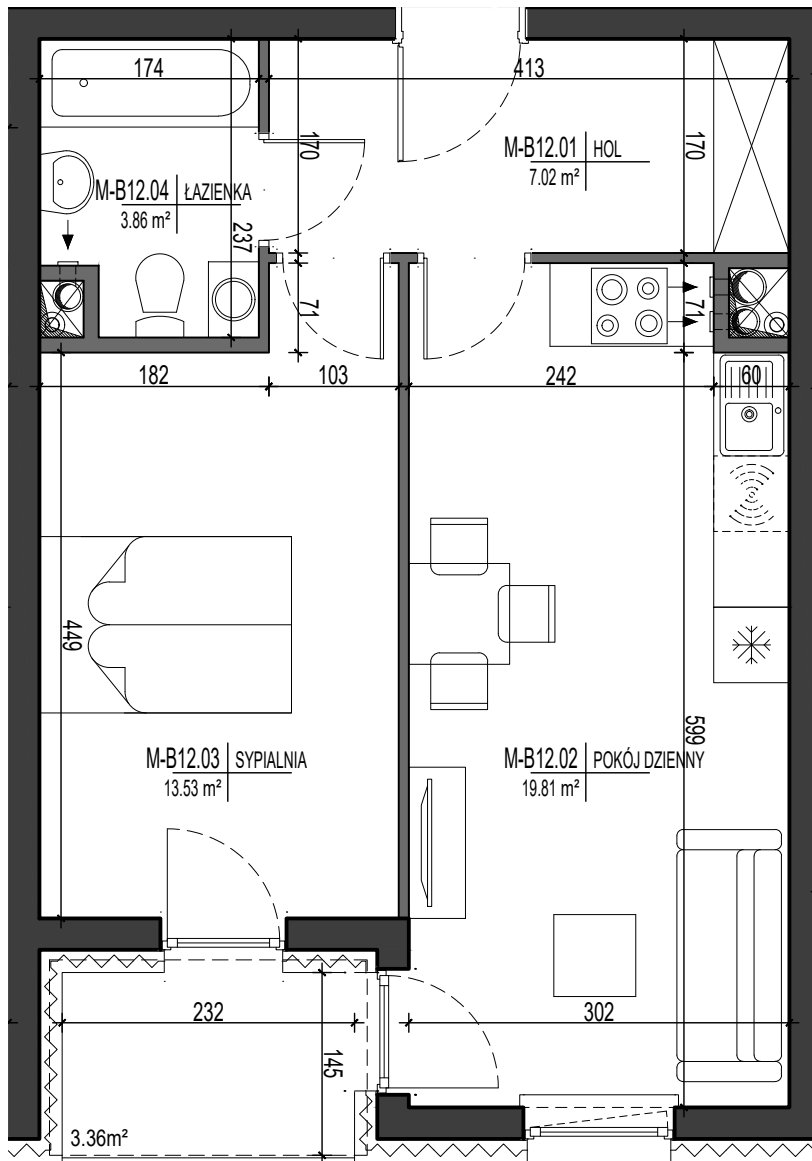 174
413
170
170
M-B12.01 HOL
7.02 m²
M-B12.04 ŁAZIENKA
3.86 m²
237
71
71
182
103
242
60
449
599
M-B12.03 SYPIALNIA
13.53 m²
M-B12.02 POKÓJ DZIENNY
19.81 m²
232
302
145
3.36m²